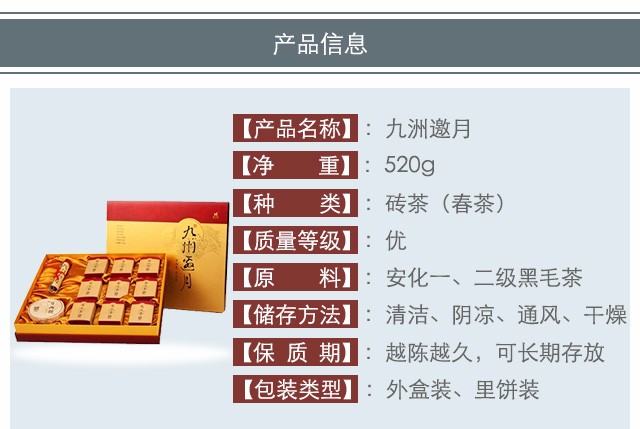 产品信息
【产品名称】：九洲邀月
【净 重】：520g
【种 类】：砖茶（春茶）
【质量等级】：优
【原 料】：安化一、二级黑毛茶
【储存方法】：清洁、阴凉、通风、干燥
【保 质 期】：越陈越久，可长期存放
【包装类型】：外盒装、里饼装
九洲邀月